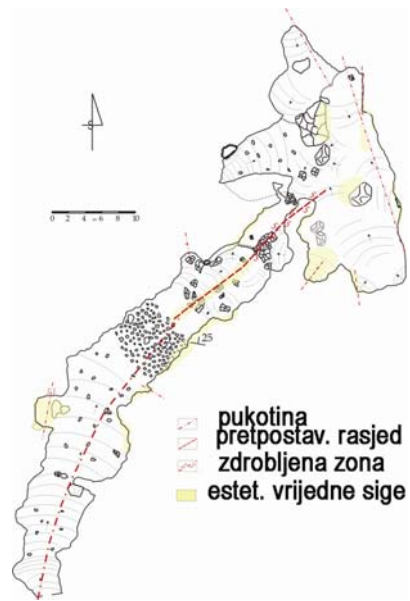 0 2 4 6 8 10
25
pukotina
pretpostav. rasjed
zdrobljena zona
estet. vrijedne sige